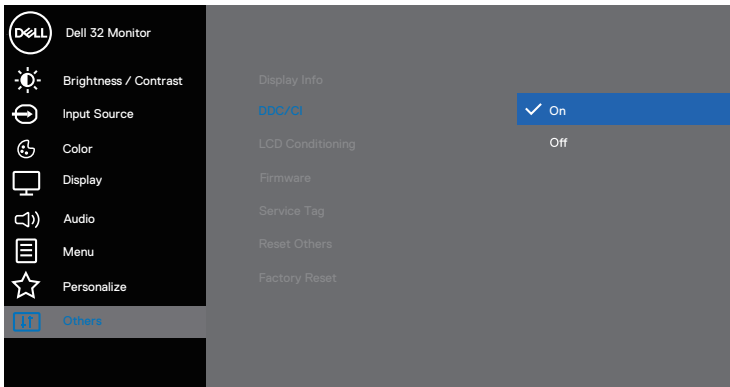 DELL
Dell 32 Monitor
Brightness / Contrast
Input Source
Color
Display
Audio
Menu
Personalize
Others
Display Info
DDC/CI
LCD Conditioning
Firmware
Service Tag
Reset Others
Factory Reset
On
Off